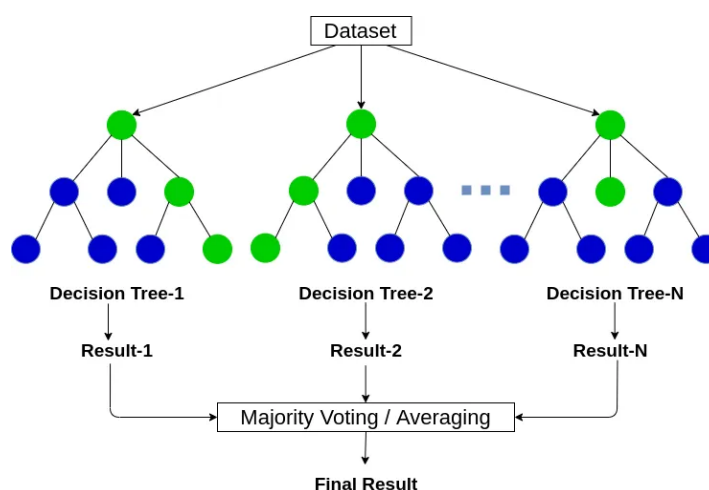 Dataset
Decision Tree-1
Decision Tree-2
Decision Tree-N
Result-1
Result-2
Result-N
Majority Voting / Averaging
Final Result